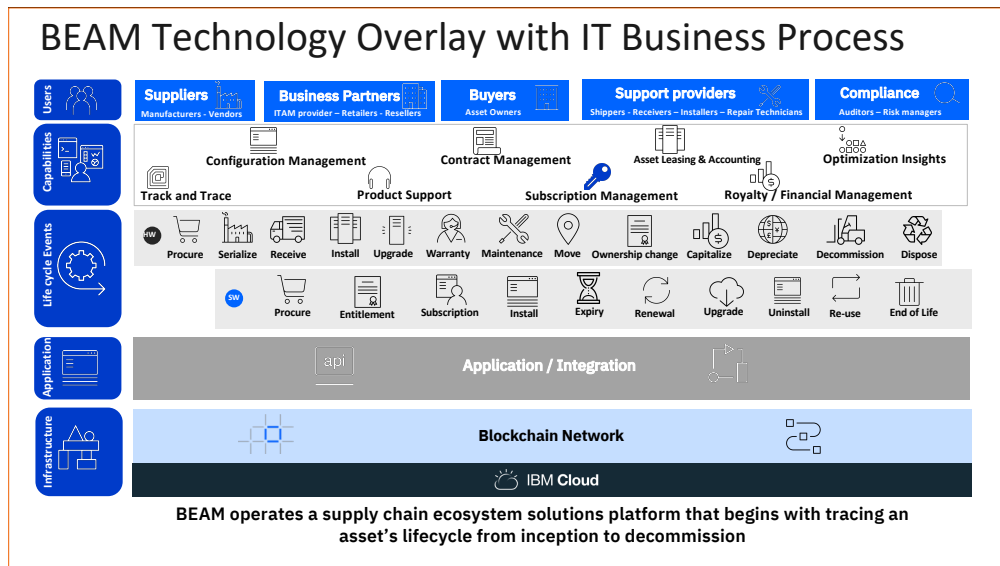 BEAM Technology Overlay with IT Business Process
Users
Suppliers
Manufacturers - Vendors
Business Partners
ITAM provider – Retailers - Resellers
Buyers
Asset Owners
Support providers
Shippers - Receivers – Installers – Repair Technicians
Compliance
Auditors – Risk managers
Capabilities
Configuration Management
Contract Management
Asset Leasing & Accounting
Optimization Insights
Track and Trace
Product Support
Subscription Management
Royalty / Financial Management
Life cycle Events
HW
Procure
Serialize
Receive
Install
Upgrade
Warranty
Maintenance
Move
Ownership change
Capitalize
Depreciate
Decommission
Dispose
SW
Procure
Entitlement
Subscription
Install
Expiry
Renewal
Upgrade
Uninstall
Re-use
End of Life
Application
api
Application / Integration
Infrastructure
Blockchain Network
IBM Cloud
BEAM operates a supply chain ecosystem solutions platform that begins with tracing an
asset’s lifecycle from inception to decommission